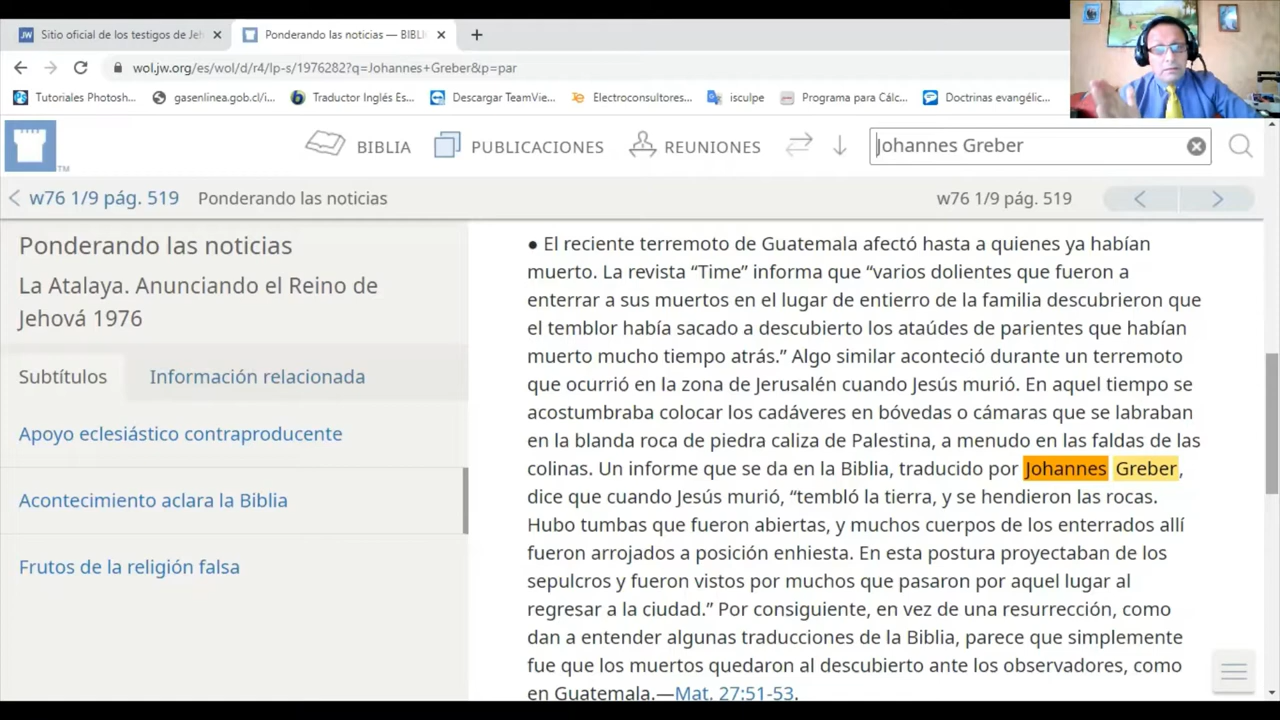 Sitio oficial de los testigos de Jeh
Ponderando las noticias — BIBLI
wol.jw.org/es/wol/d/r4/lp-s/1976282?q=Johannes+Greber&p=par
Tutoriales Photosh...
gasenlinea.gob.cl/i...
Traductor Inglés Es...
Descargar TeamVie...
Electroconsultores...
isculpe
Programa para Cálc...
Doctrinas evangélic...
BIBLIA
PUBLICACIONES
REUNIONES
Johannes Greber
TM
w76 1/9 pág. 519
Ponderando las noticias
w76 1/9 pág. 519
Ponderando las noticias
La Atalaya. Anunciando el Reino de
Jehová 1976
Subtítulos
Información relacionada
Apoyo eclesiástico contraproducente
Acontecimiento aclara la Biblia
Frutos de la religión falsa
● El reciente terremoto de Guatemala afectó hasta a quienes ya habían
muerto. La revista “Time” informa que “varios dolientes que fueron a
enterrar a sus muertos en el lugar de entierro de la familia descubrieron que
el temblor había sacado a descubierto los ataúdes de parientes que habían
muerto mucho tiempo atrás.” Algo similar aconteció durante un terremoto
que ocurrió en la zona de Jerusalén cuando Jesús murió. En aquel tiempo se
acostumbraba colocar los cadáveres en bóvedas o cámaras que se labraban
en la blanda roca de piedra caliza de Palestina, a menudo en las faldas de las
colinas. Un informe que se da en la Biblia, traducido por Johannes Greber,
dice que cuando Jesús murió, “tembló la tierra, y se hendieron las rocas.
Hubo tumbas que fueron abiertas, y muchos cuerpos de los enterrados allí
fueron arrojados a posición enhiesta. En esta postura proyectaban de los
sepulcros y fueron vistos por muchos que pasaron por aquel lugar al
regresar a la ciudad.” Por consiguiente, en vez de una resurrección, como
dan a entender algunas traducciones de la Biblia, parece que simplemente
fue que los muertos quedaron al descubierto ante los observadores, como
en Guatemala.—Mat. 27:51-53.